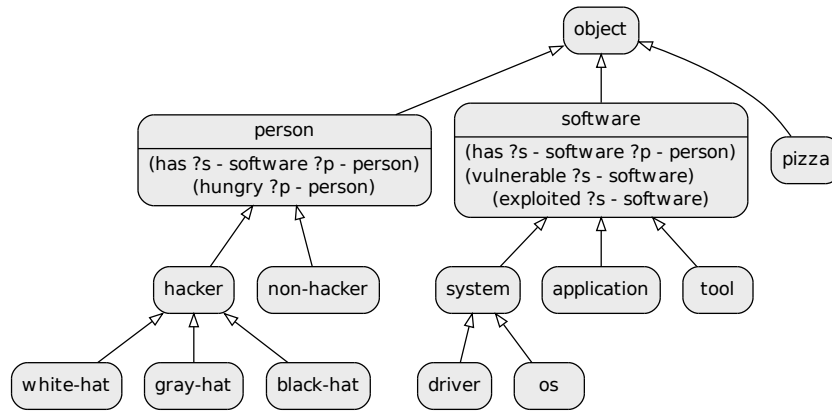 object
person
(has ?s - software ?p - person)
(hungry ?p - person)
software
(has ?s - software ?p - person)
(vulnerable ?s - software)
(exploited ?s - software)
pizza
hacker
non-hacker
system
application
tool
white-hat
gray-hat
black-hat
driver
os